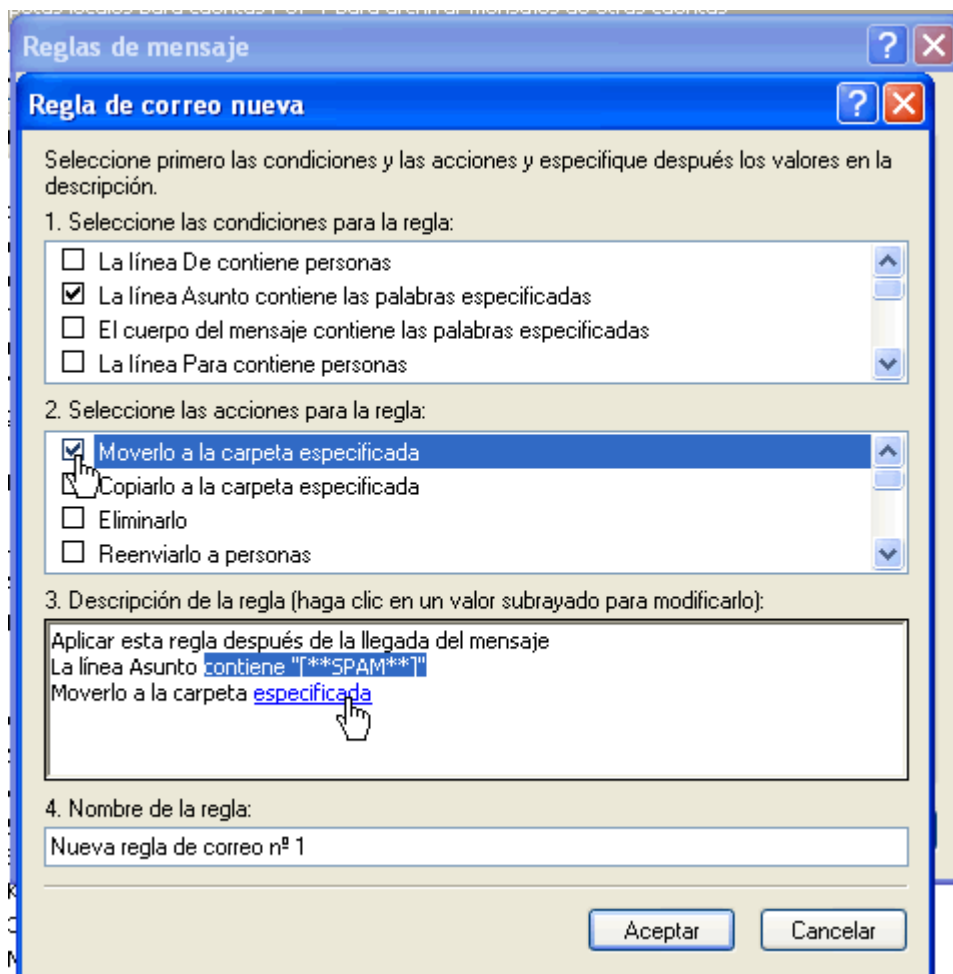 Reglas de mensaje
Regla de correo nueva
Seleccione primero las condiciones y las acciones y especifique después los valores en la
descripción.
1. Seleccione las condiciones para la regla:
La línea De contiene personas
La línea Asunto contiene las palabras especificadas
El cuerpo del mensaje contiene las palabras especificadas
La línea Para contiene personas
2. Seleccione las acciones para la regla:
Moverlo a la carpeta especificada
Copiarlo a la carpeta especificada
Eliminarlo
Reenviarlo a personas
3. Descripción de la regla (haga clic en un valor subrayado para modificarlo):
Aplicar esta regla después de la llegada del mensaje
La línea Asunto contiene "[**SPAM**]"
Moverlo a la carpeta especificada
4. Nombre de la regla:
Nueva regla de correo nº 1
Aceptar Cancelar